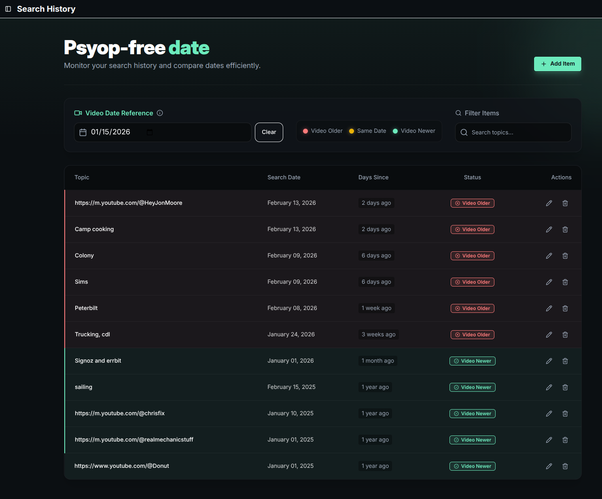 Search History
Psyop-free date
Monitor your search history and compare dates efficiently.
+ Add Item
Video Date Reference
Filter Items
01/15/2026
Clear
Video Older
Same Date
Video Newer
Search topics...
Topic Search Date Days Since Status Actions
https://m.youtube.com/@HeyJonMoore February 13, 2026 2 days ago Video Older
Camp cooking February 13, 2026 2 days ago Video Older
Colony February 09, 2026 6 days ago Video Older
Sims February 09, 2026 6 days ago Video Older
Peterbilt February 08, 2026 1 week ago Video Older
Trucking, cdl January 24, 2026 3 weeks ago Video Older
Signoz and errbit January 01, 2026 1 month ago Video Newer
sailing February 15, 2025 1 year ago Video Newer
https://m.youtube.com/@chrisfix January 10, 2025 1 year ago Video Newer
https://m.youtube.com/@realmechanicstuff January 01, 2025 1 year ago Video Newer
https://www.youtube.com/@Donut January 01, 2025 1 year ago Video Newer